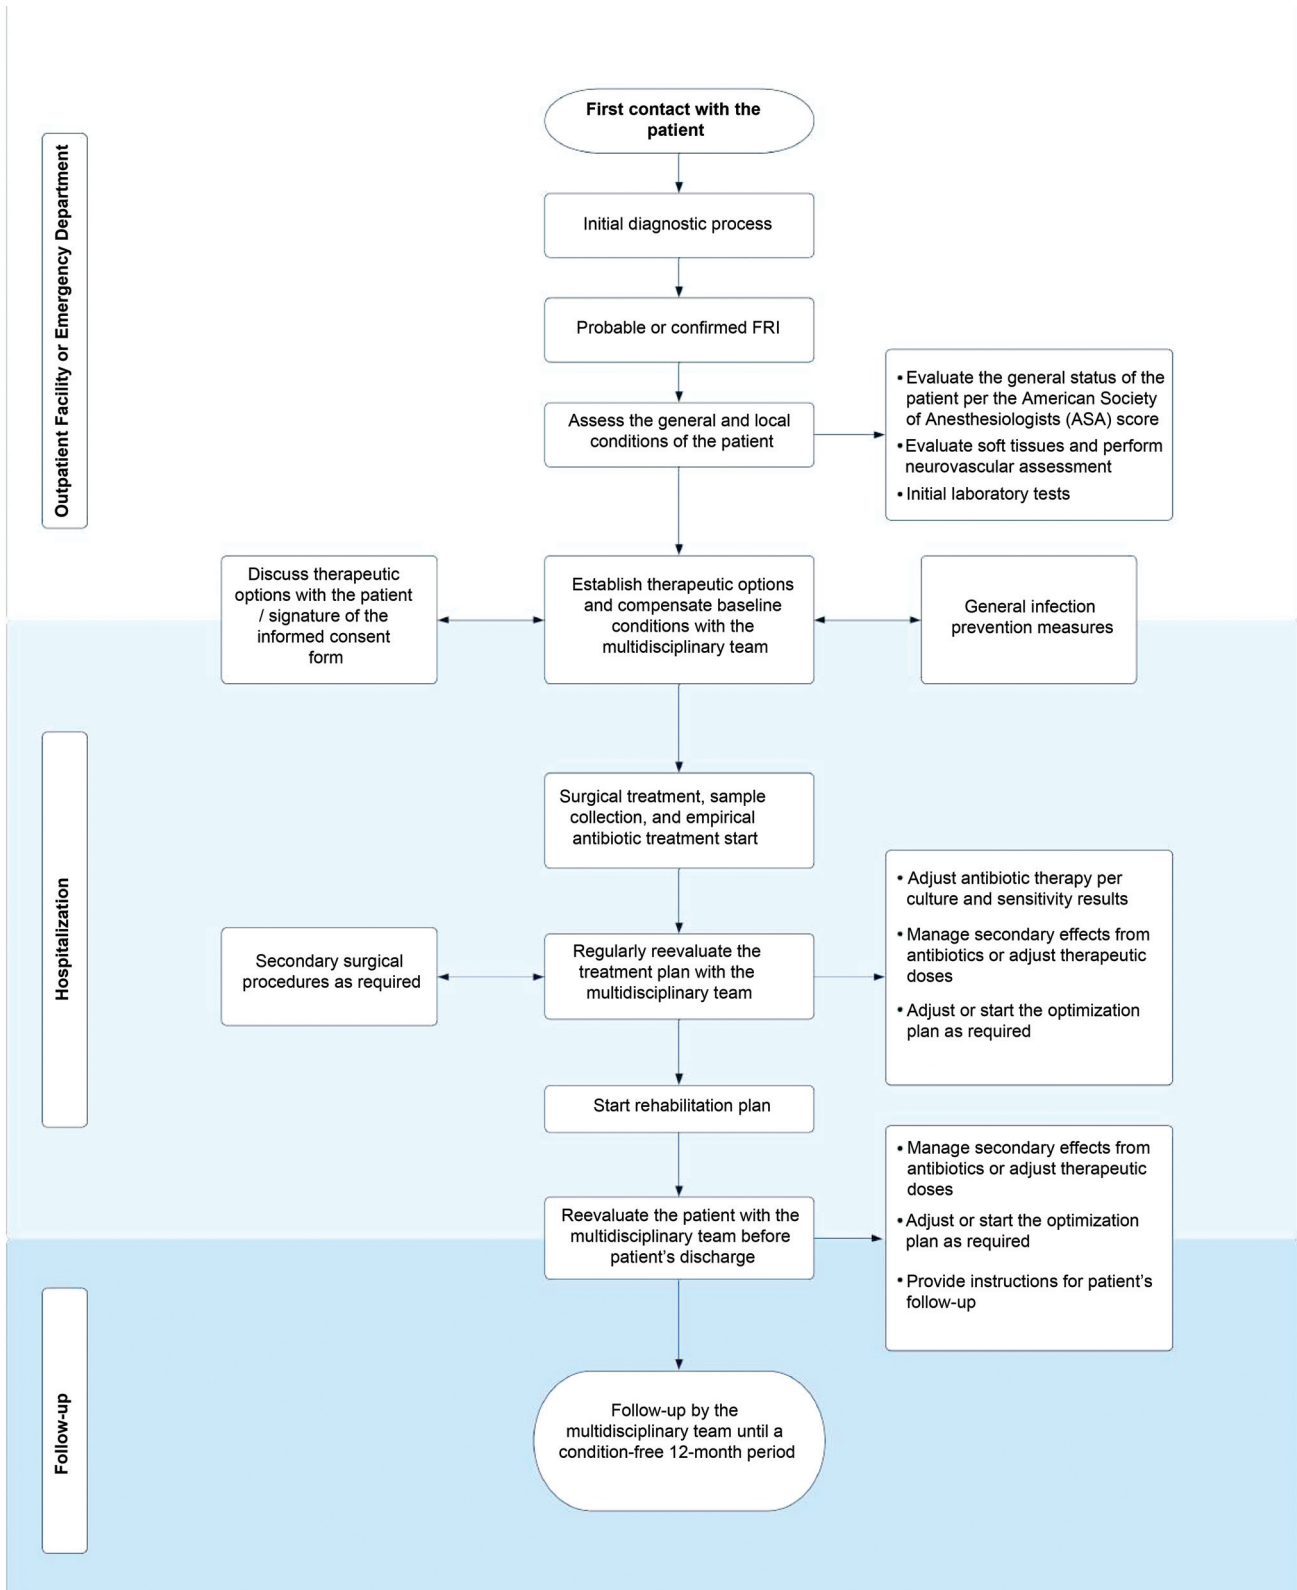 First contact with the
patient
Outpatient Facility or Emergency Department
Initial diagnostic process
Probable or confirmed FRI
Assess the general and local
conditions of the patient
• Evaluate the general status of the
patient per the American Society
of Anesthesiologists (ASA) score
• Evaluate soft tissues and perform
neurovascular assessment
• Initial laboratory tests
Discuss therapeutic
options with the patient
/ signature of the
informed consent
form
Establish therapeutic options
and compensate baseline
conditions with the
multidisciplinary team
General infection
prevention measures
Hospitalization
Surgical treatment, sample
collection, and empirical
antibiotic treatment start
Secondary surgical
procedures as required
Regularly reevaluate the
treatment plan with the
multidisciplinary team
• Adjust antibiotic therapy per
culture and sensitivity results
• Manage secondary effects from
antibiotics or adjust therapeutic
doses
• Adjust or start the optimization
plan as required
Start rehabilitation plan
Reevaluate the patient with the
multidisciplinary team before
patient's discharge
• Manage secondary effects from
antibiotics or adjust therapeutic
doses
• Adjust or start the optimization
plan as required
• Provide instructions for patient's
follow-up
Follow-up
Follow-up by the
multidisciplinary team until a
condition-free 12-month period